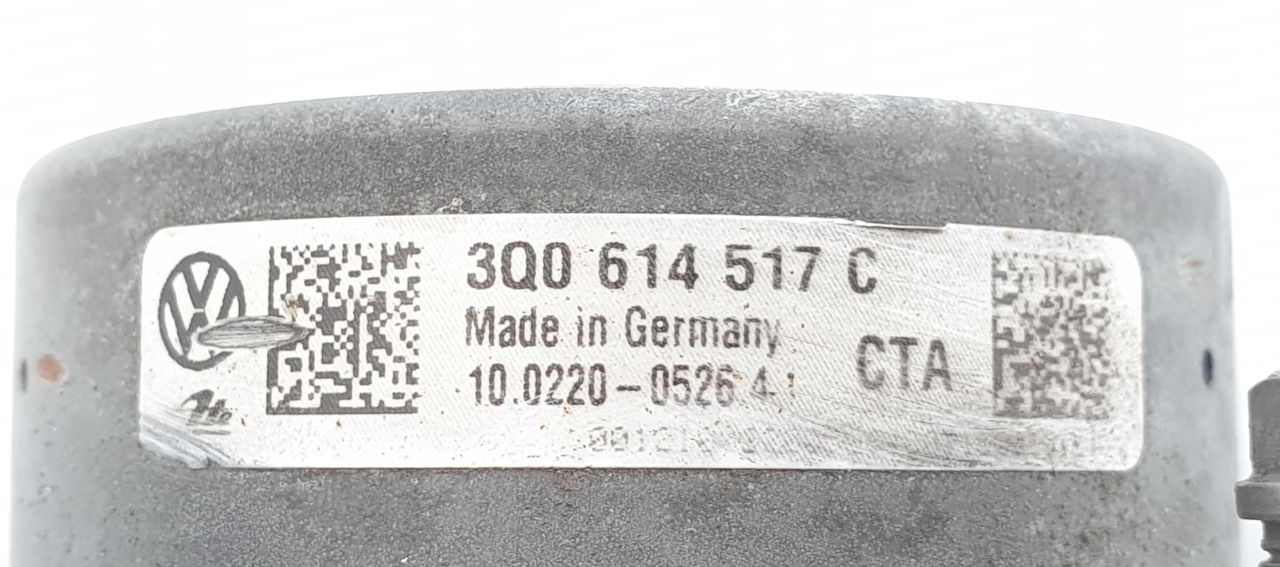 3Q0 614 517 C
Made in Germany
10.0220-0526.4
CTA